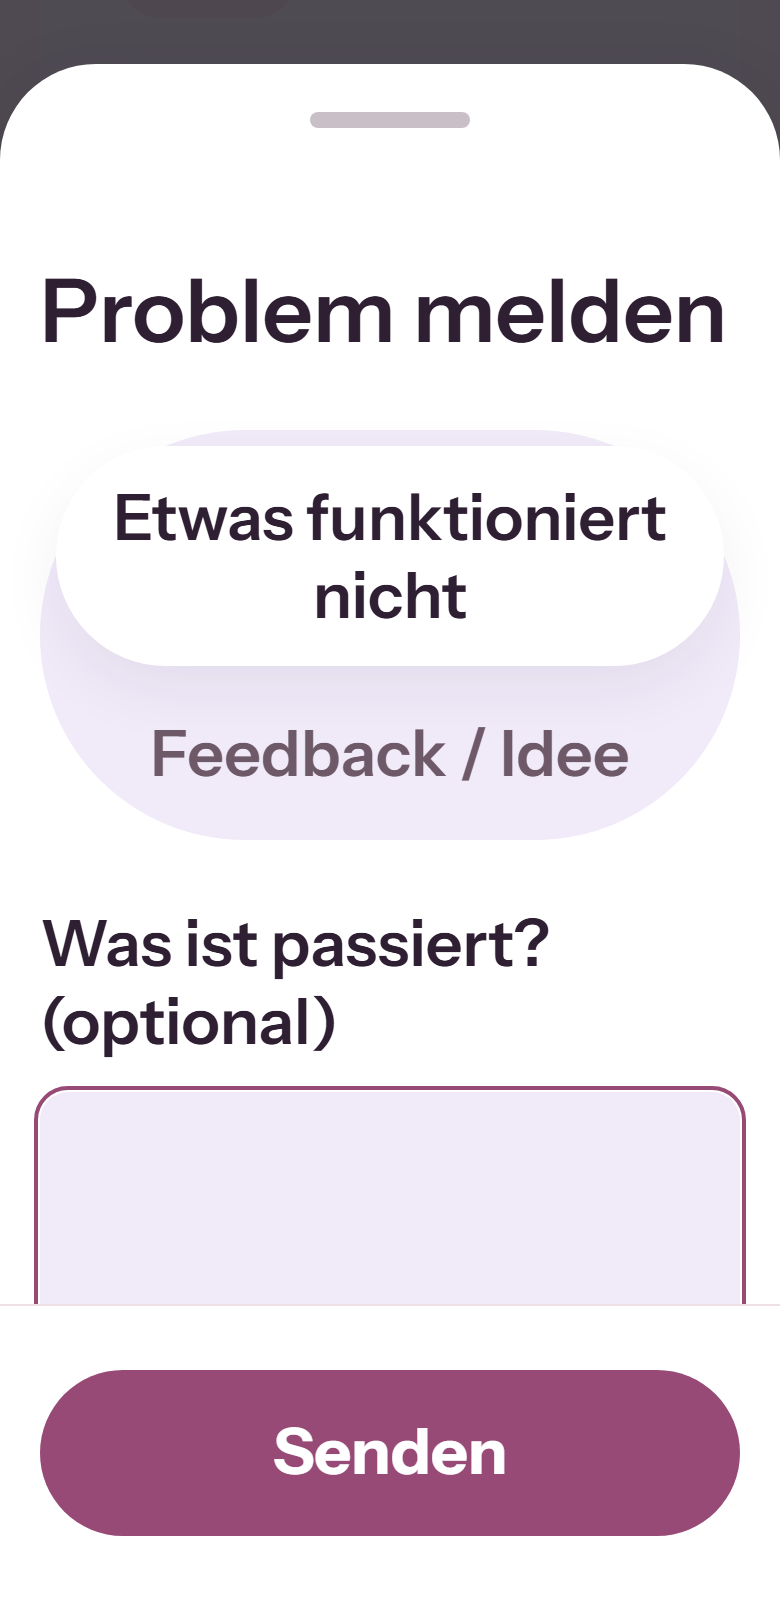 Problem melden
Etwas funktioniert
nicht
Feedback / Idee
Was ist passiert?
(optional)
Senden